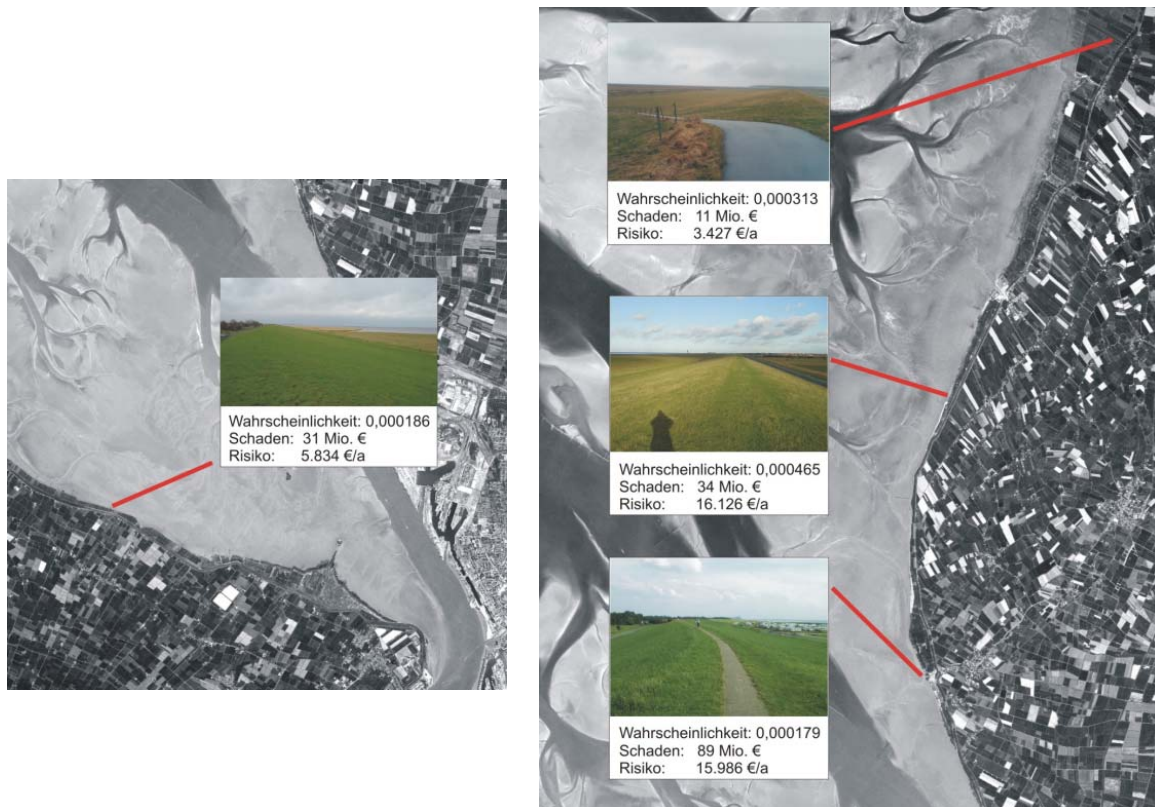 Wahrscheinlichkeit: 0,000186
Schaden: 31 Mio. €
Risiko: 5.834 €/a
Wahrscheinlichkeit: 0,000313
Schaden: 11 Mio. €
Risiko: 3.427 €/a
Wahrscheinlichkeit: 0,000465
Schaden: 34 Mio. €
Risiko: 16.126 €/a
Wahrscheinlichkeit: 0,000179
Schaden: 89 Mio. €
Risiko: 15.986 €/a